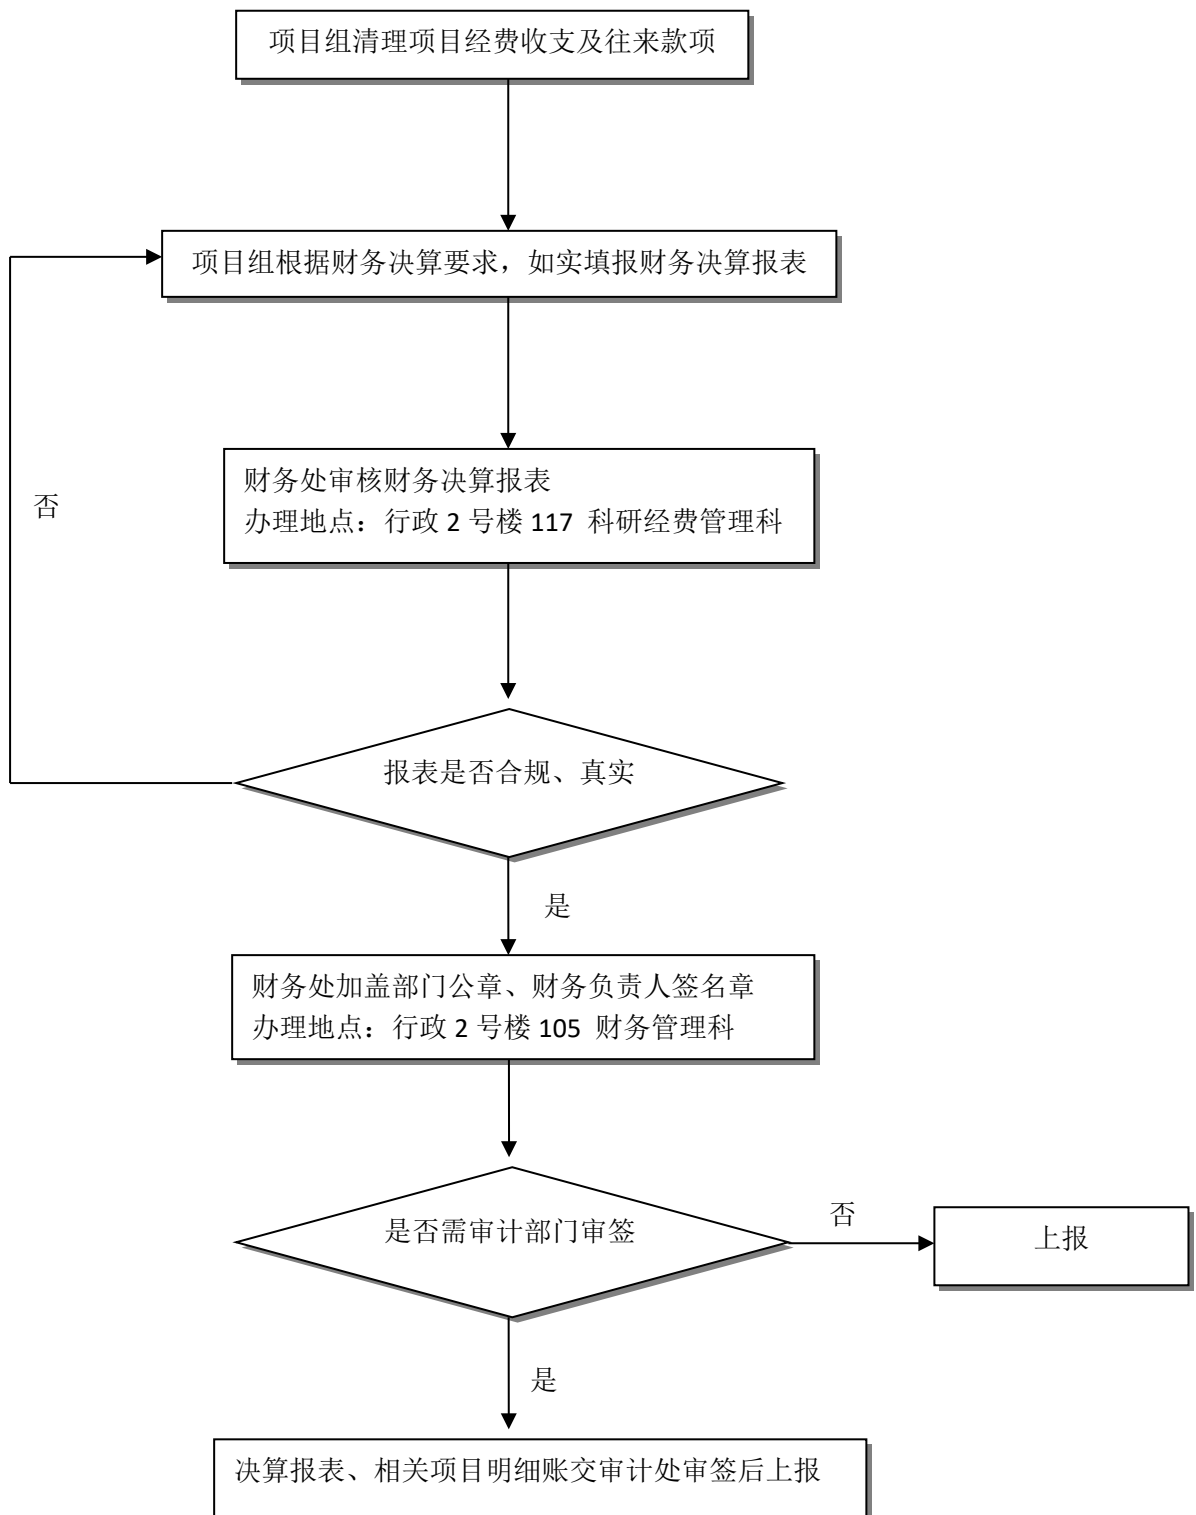 项目组清理项目经费收支及往来款项
项目组根据财务决算要求，如实填报财务决算报表
否
财务处审核财务决算报表
办理地点：行政 2 号楼 117 科研经费管理科
报表是否合规、真实
是
财务处加盖部门公章、财务负责人签名章
办理地点：行政 2 号楼 105 财务管理科
是否需审计部门审签
否
上报
是
决算报表、相关项目明细账交审计处审签后上报